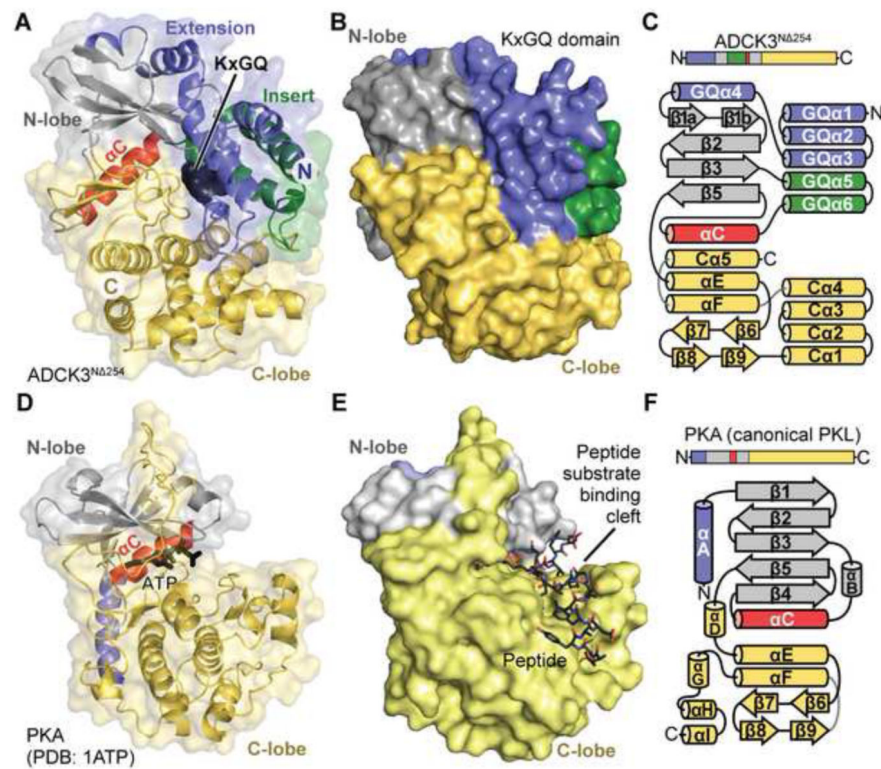 A
Extension
KxGQ
N-lobe
Insert
αC
N
C
ADCK3NΔ254
C-lobe
B
N-lobe
KxGQ domain
C-lobe
C
ADCK3NΔ254
N
C
GQα4
β1a
β1b
GQα1
N
β2
GQα2
β3
GQα3
β5
GQα5
GQα6
αC
Cα5
C
αE
Cα4
αF
Cα3
β7
β6
Cα2
β8
β9
Cα1
D
N-lobe
αC
ATP
PKA
(PDB: 1ATP)
C-lobe
E
N-lobe
Peptide
substrate
binding
cleft
Peptide
C-lobe
F
PKA (canonical PKL)
N
C
β1
αA
β2
β3
β5
αB
N
β4
αD
αC
αE
αG
αF
αH
β7
β6
C
αI
β8
β9